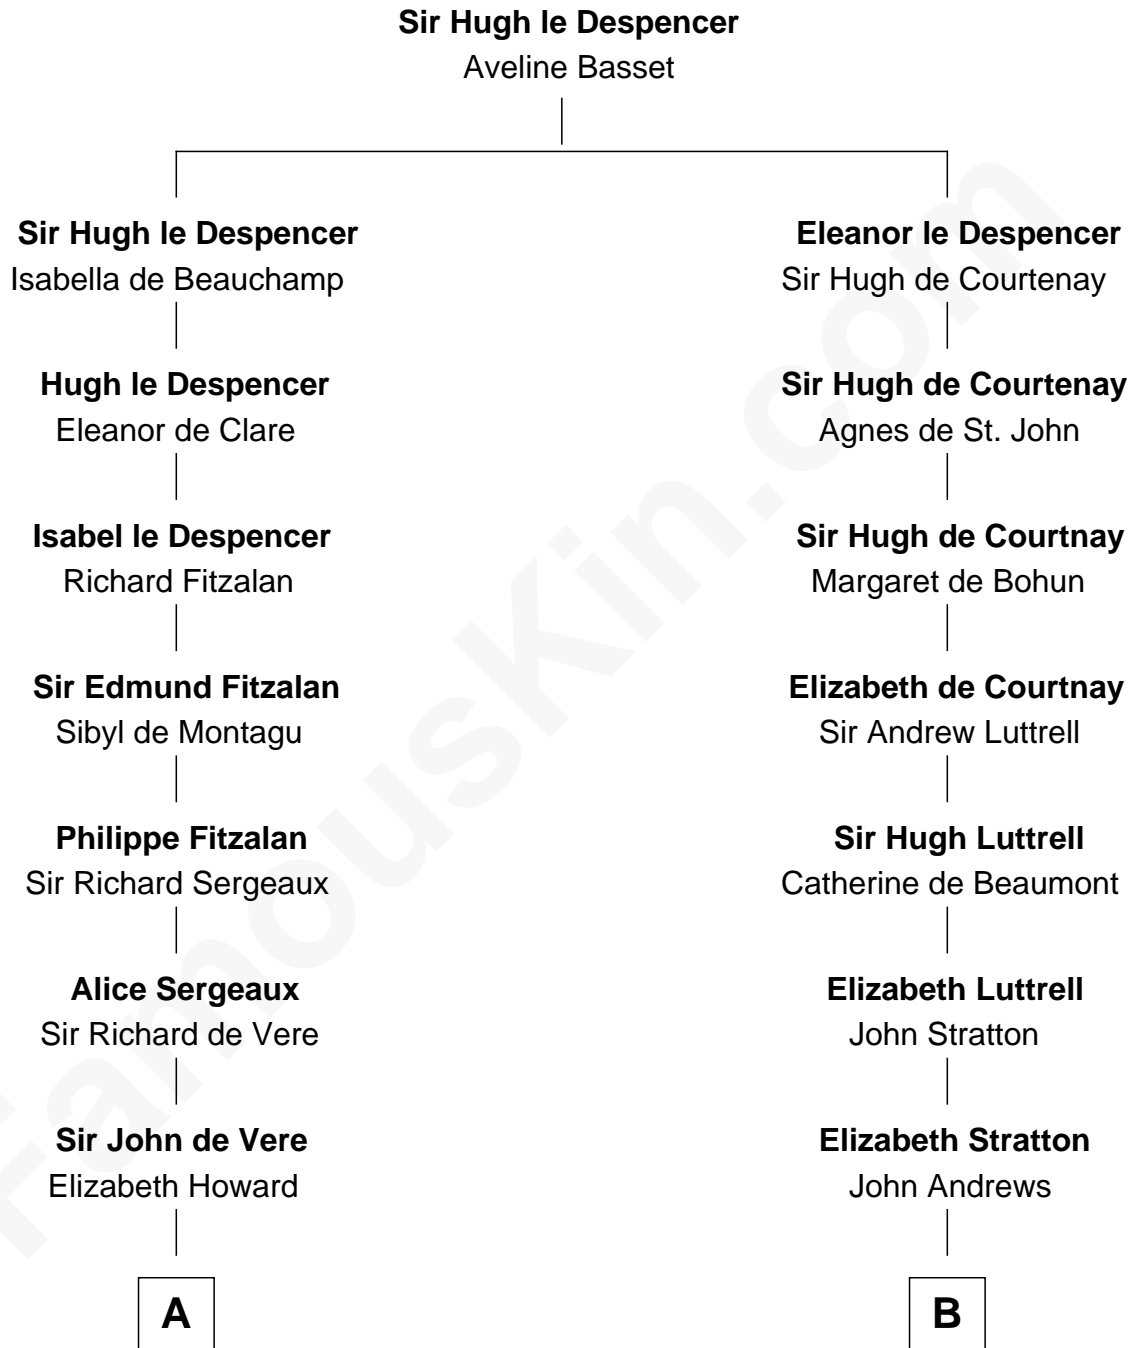 Sir Hugh le Despencer
Aveline Basset
Sir Hugh le Despencer
Isabella de Beauchamp
Hugh le Despencer
Eleanor de Clare
Isabel le Despencer
Richard Fitzalan
Sir Edmund Fitzalan
Sibyl de Montagu
Philippe Fitzalan
Sir Richard Sergeaux
Alice Sergeaux
Sir Richard de Vere
Sir John de Vere
Elizabeth Howard
A
Eleanor le Despencer
Sir Hugh de Courtenay
Sir Hugh de Courtenay
Agnes de St. John
Sir Hugh de Courtnay
Margaret de Bohun
Elizabeth de Courtnay
Sir Andrew Luttrell
Sir Hugh Luttrell
Catherine de Beaumont
Elizabeth Luttrell
John Stratton
Elizabeth Stratton
John Andrews
B
FamousKin.com